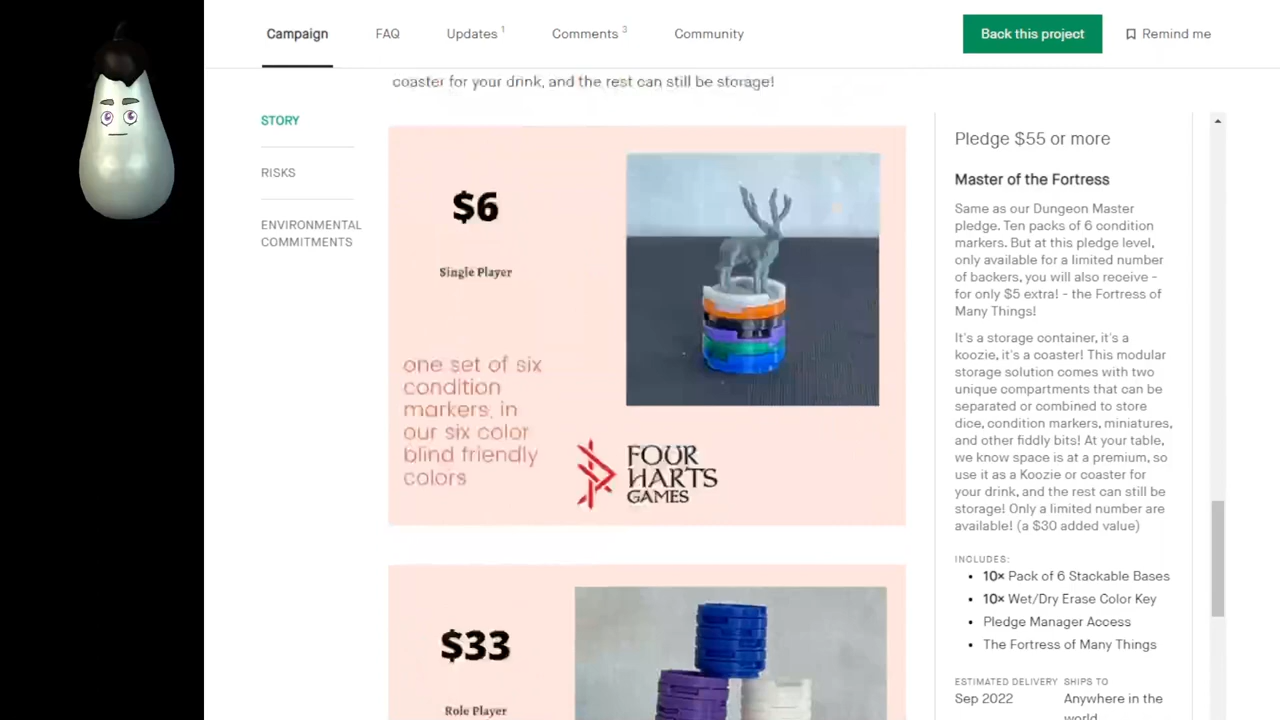 Campaign
FAQ
Updates 1
Comments 3
Community
Back this project
Remind me
coaster for your drink, and the rest can still be storage!
STORY
RISKS
ENVIRONMENTAL
COMMITMENTS
$6
Single Player
one set of six
condition
markers, in
our six color
blind friendly
colors
FOUR
HARTS
GAMES
$33
Role Player
Pledge $55 or more
Master of the Fortress
Same as our Dungeon Master
pledge. Ten packs of 6 condition
markers. But at this pledge level,
only available for a limited number
of backers, you will also receive -
for only $5 extra! - the Fortress of
Many Things!
It's a storage container, it's a
koozie, it's a coaster! This modular
storage solution comes with two
unique compartments that can be
separated or combined to store
dice, condition markers, miniatures,
and other fiddly bits! At your table,
we know space is at a premium, so
use it as a Koozie or coaster for
your drink, and the rest can still be
storage! Only a limited number are
available! (a $30 added value)
INCLUDES:
• 10× Pack of 6 Stackable Bases
• 10× Wet/Dry Erase Color Key
• Pledge Manager Access
• The Fortress of Many Things
ESTIMATED DELIVERY
Sep 2022
SHIPS TO
Anywhere in the
world